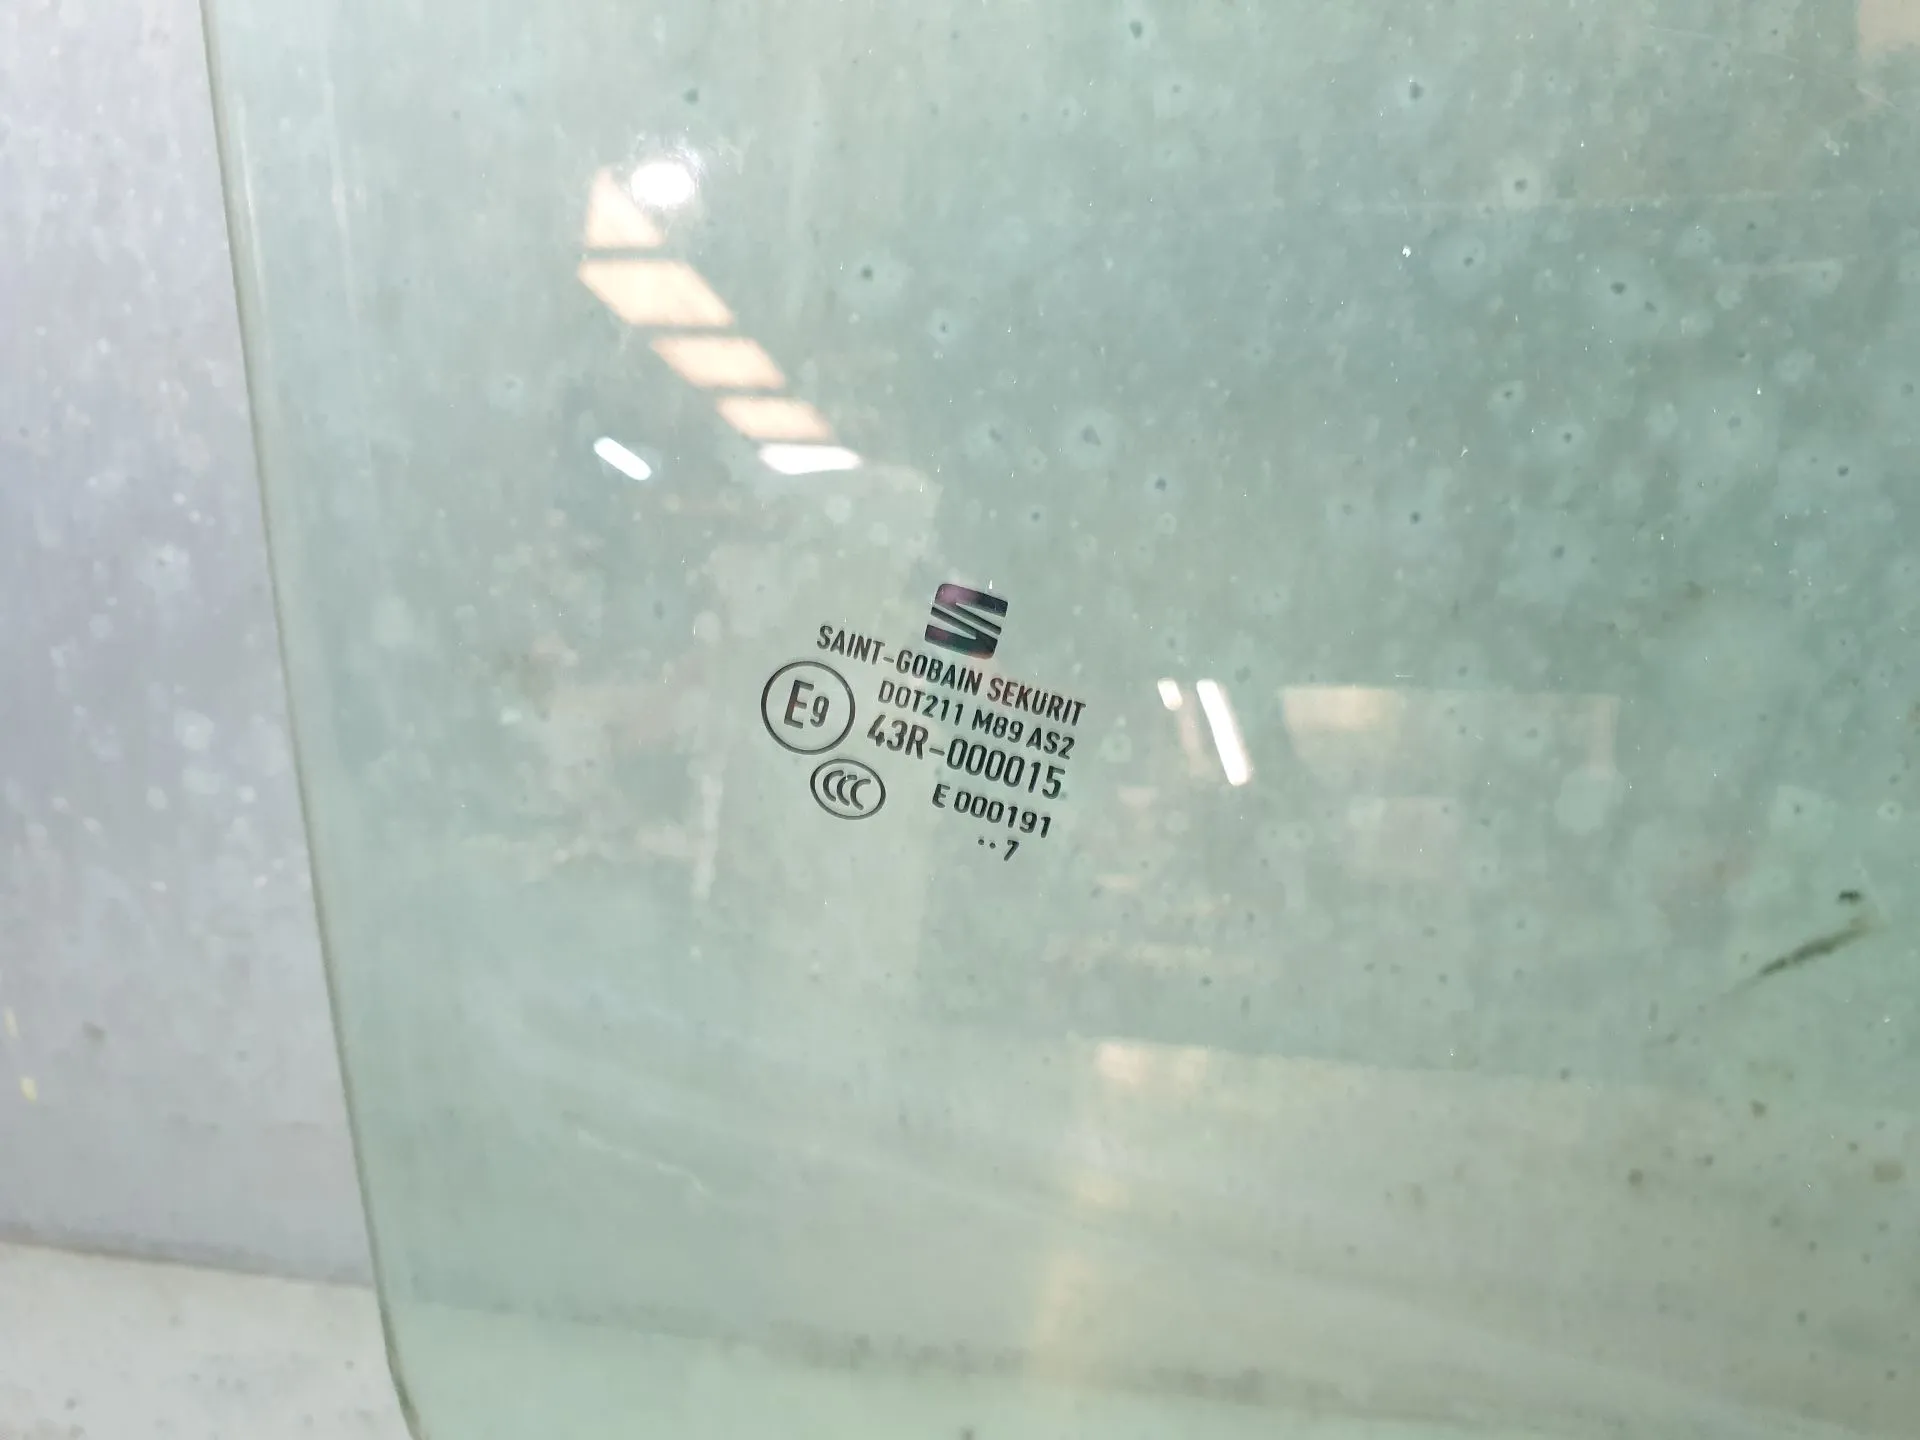 SAINT-GOBAIN SEKURIT
DOT211 M89 AS2
E9
43R-000015
CCC
E 000191
·· 7